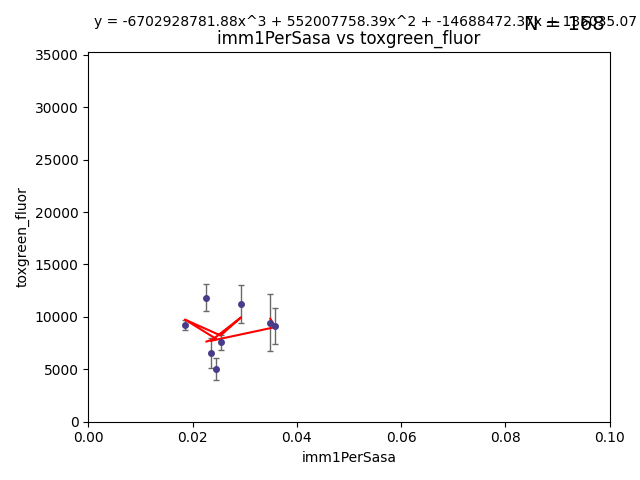 y = -6702928781.88x^3 + 552007758.39x^2 + -14688472.37x + 
N = 168
imm1PerSasa vs toxgreen_fluor
35000
30000
25000
20000
15000
10000
5000
0
toxgreen_fluor
0.00 0.02 0.04 0.06 0.08 0.10
imm1PerSasa